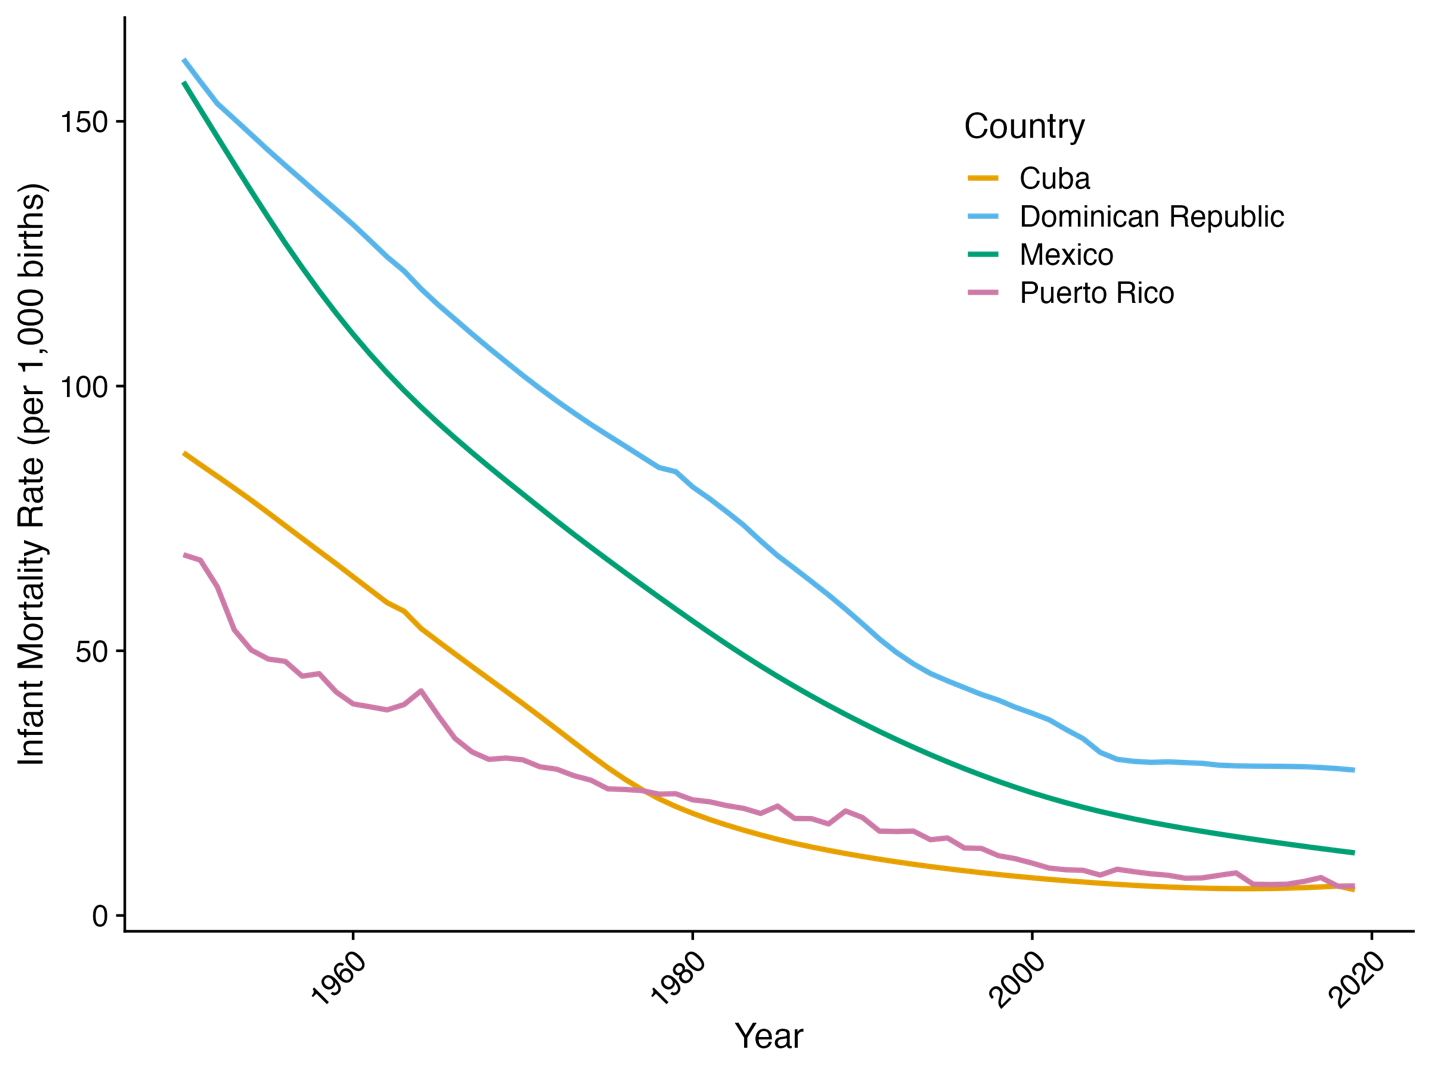 Infant Mortality Rate (per 1,000 births)
150
100
50
0
Country
Cuba
Dominican Republic
Mexico
Puerto Rico
1960
1980
2000
2020
Year